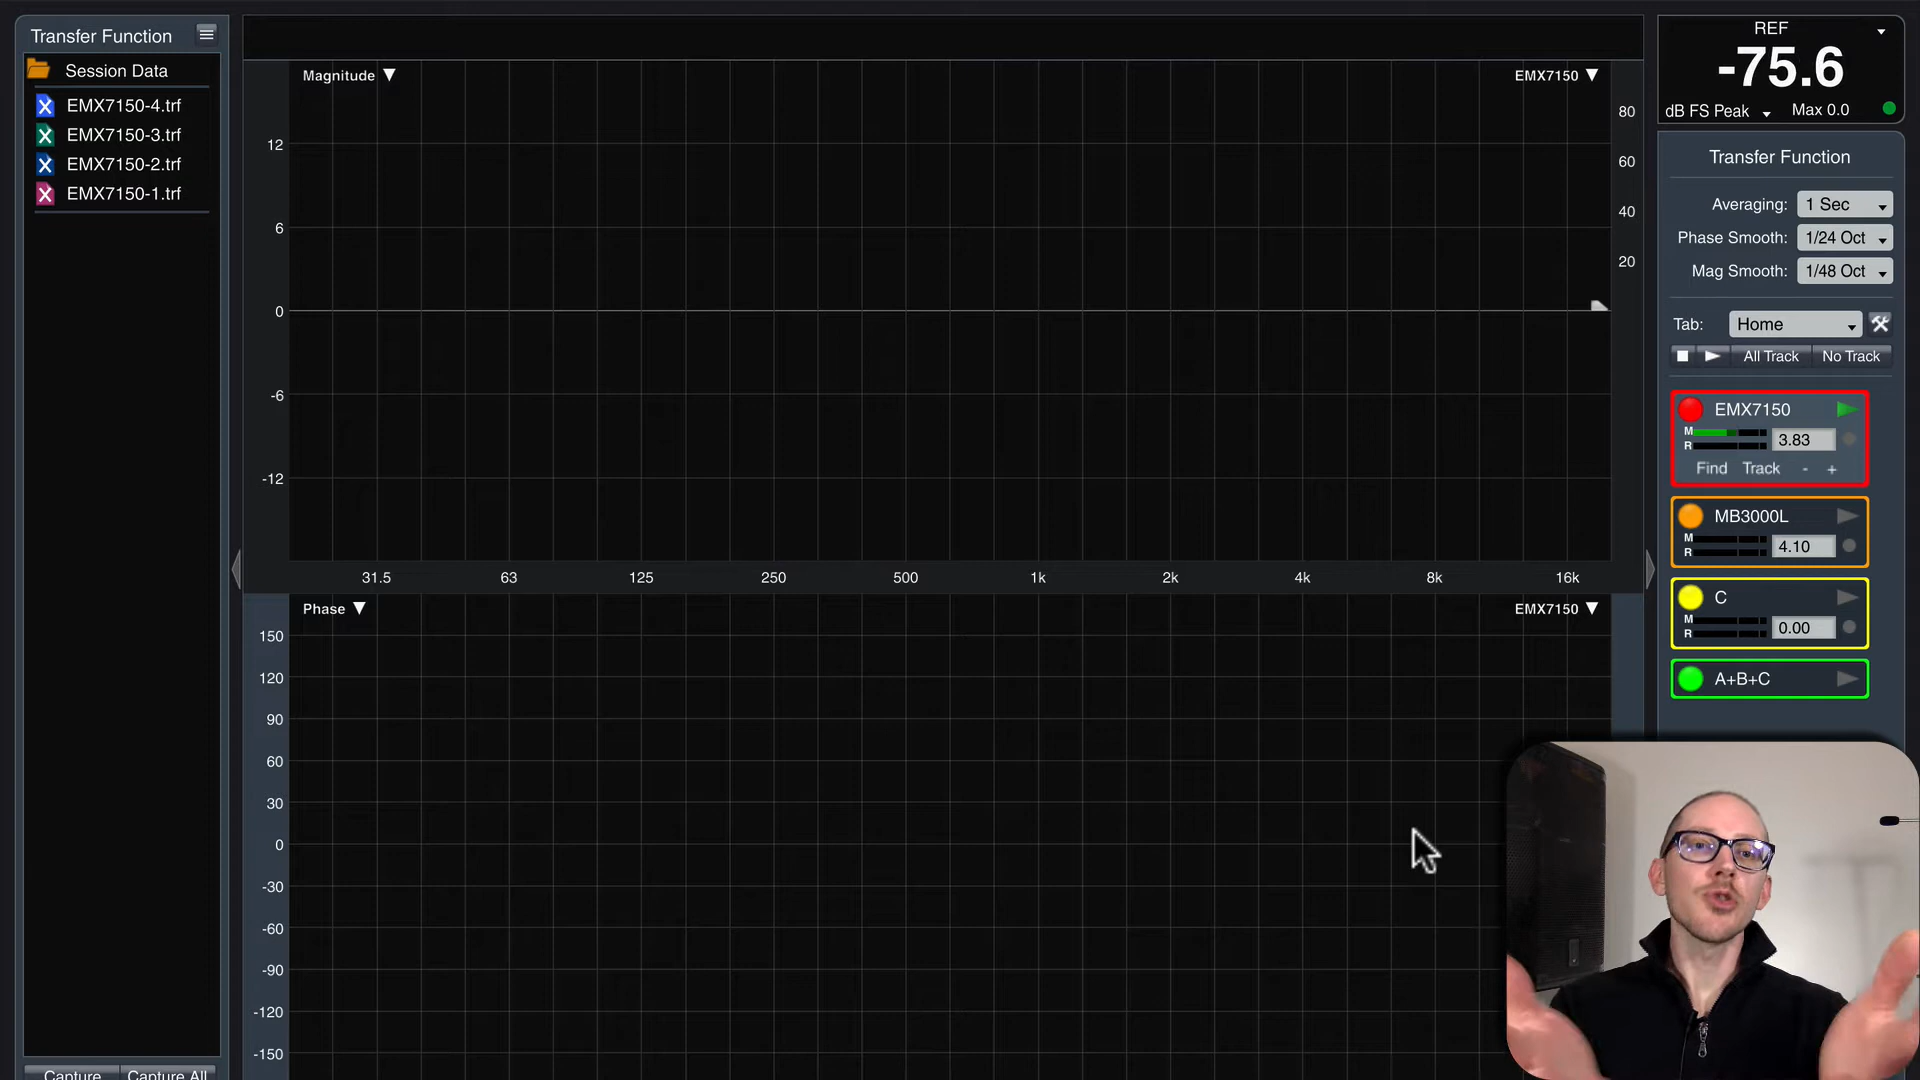 Transfer Function
Session Data
EMX7150-4.trf
EMX7150-3.trf
EMX7150-2.trf
EMX7150-1.trf
Capture
Capture All
Magnitude
EMX7150
12
6
0
-6
-12
80
60
40
20
31.5 63 125 250 500 1k 2k 4k 8k 16k
Phase
EMX7150
150
120
90
60
30
0
-30
-60
-90
-120
-150
REF
-75.6
dB FS Peak Max 0.0
Transfer Function
Averaging: 1 Sec
Phase Smooth: 1/24 Oct
Mag Smooth: 1/48 Oct
Tab: Home
All Track No Track
EMX7150
M
R
3.83
Find Track - +
MB3000L
M
R
4.10
C
M
R
0.00
A+B+C